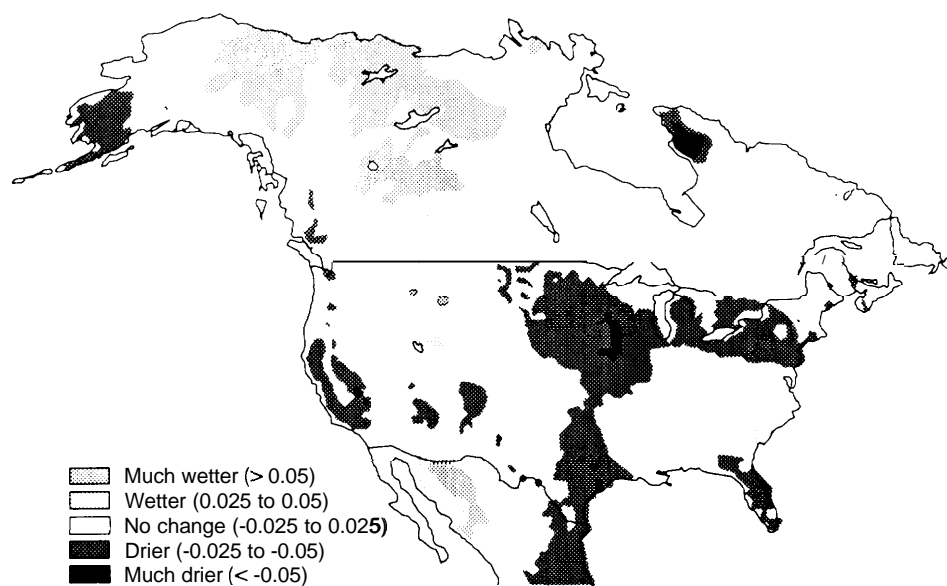 Much wetter (> 0.05)
Wetter (0.025 to 0.05)
No change (-0.025 to 0.025)
Drier (-0.025 to -0.05)
Much drier (< -0.05)